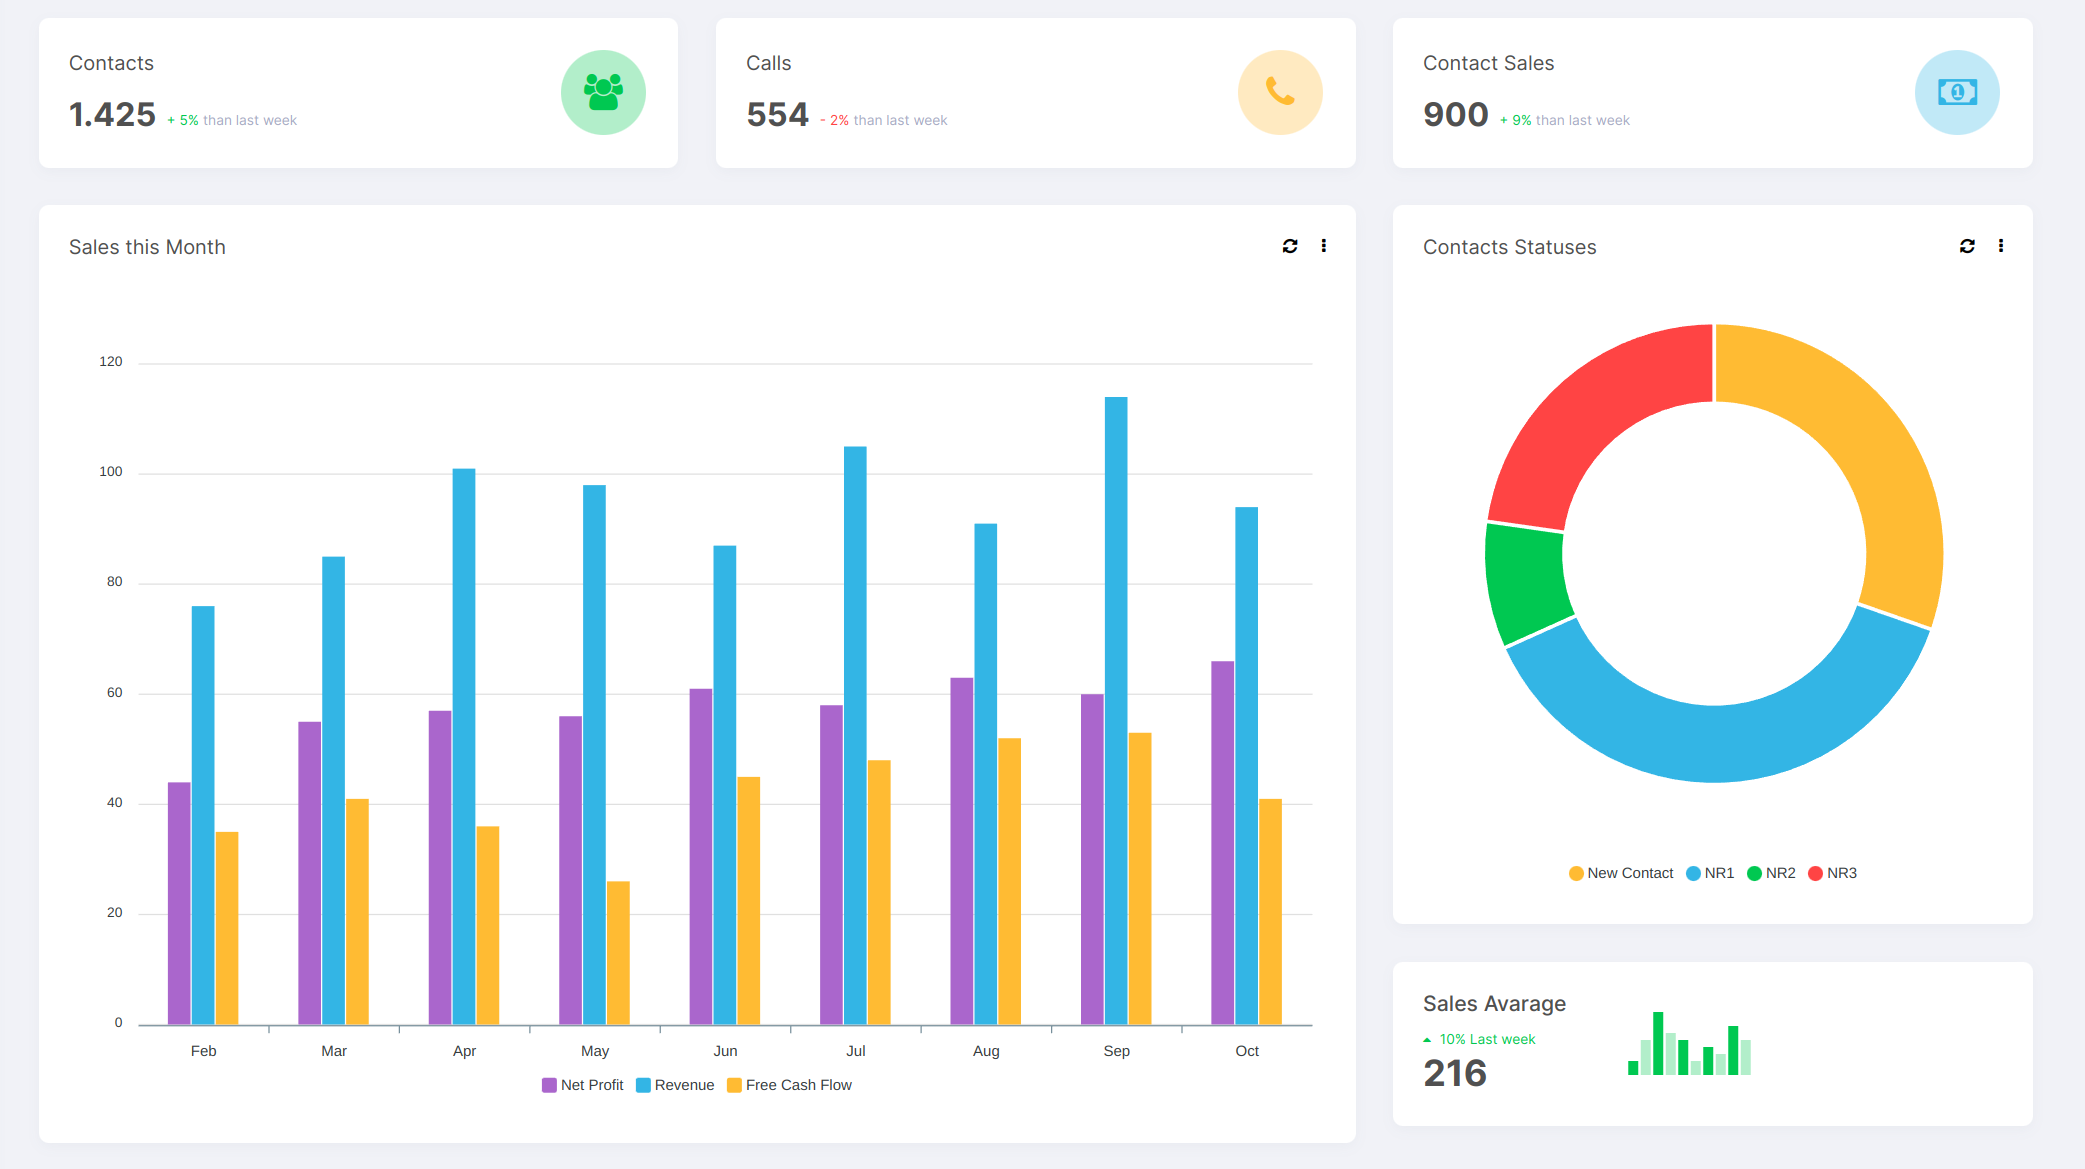 Contacts
1.425 + 5% than last week
Calls
554 - 2% than last week
Contact Sales
900 + 9% than last week
1
Sales this Month
120
100
80
60
40
20
0
Feb Mar Apr May Jun Jul Aug Sep Oct
Net Profit Revenue Free Cash Flow
Contacts Statuses
New Contact NR1 NR2 NR3
Sales Avarage
10% Last week
216